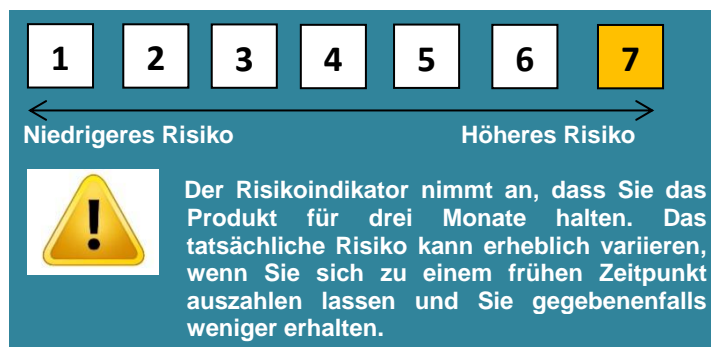 1 2 3 4 5 6 7
Niedrigeres Risiko Höheres Risiko
Der Risikoindikator nimmt an, dass Sie das
Produkt für drei Monate halten. Das
tatsächliche Risiko kann erheblich variieren,
wenn Sie sich zu einem frühen Zeitpunkt
auszahlen lassen und Sie gegebenenfalls
weniger erhalten.